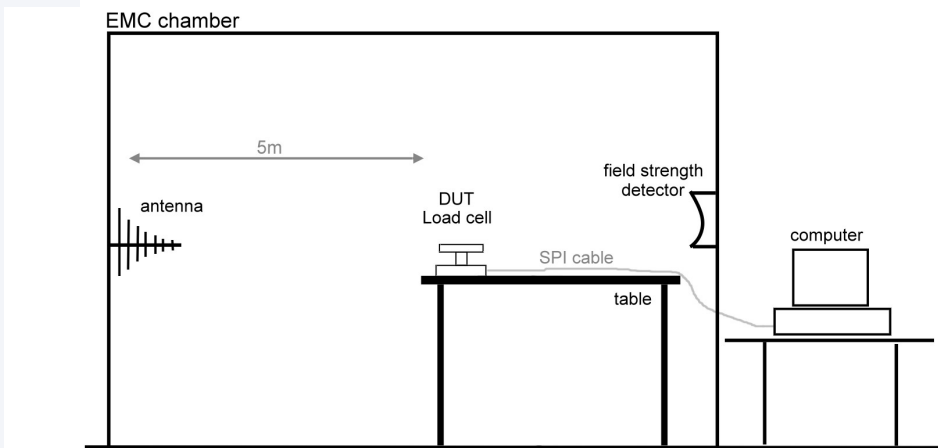 EMC chamber
5m
field strength
detector
antenna
DUT
Load cell
computer
SPI cable
table